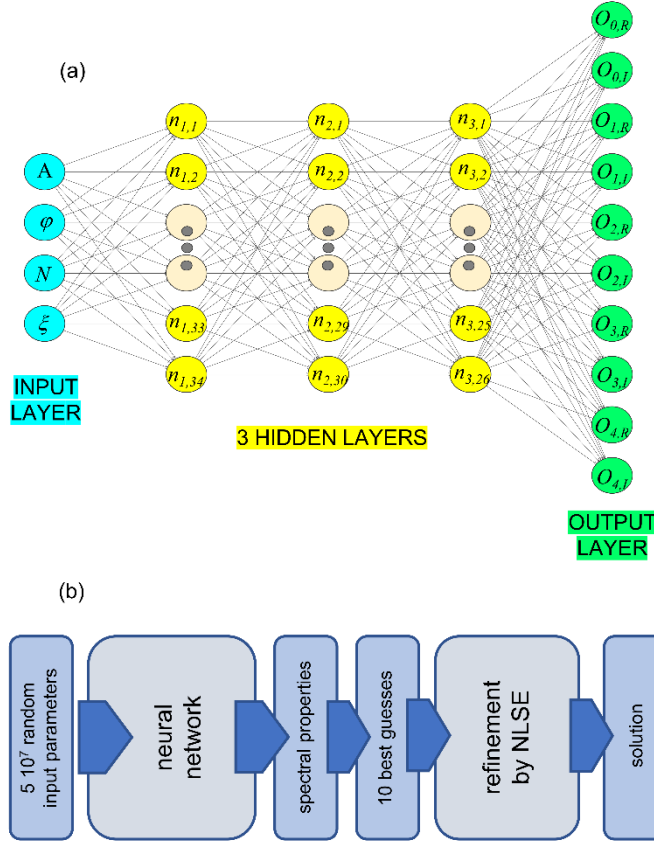 (a)
A
φ
N
ξ
INPUT
LAYER
n1,1
n1,2
n1,33
n1,34
n2,1
n2,2
n2,29
n2,30
n3,1
n3,2
n3,25
n3,26
3 HIDDEN LAYERS
O0,R
O0,I
O1,R
O1,I
O2,R
O2,I
O3,R
O3,I
O4,R
O4,I
OUTPUT
LAYER
(b)
5 10⁷ random
input parameters
neural
network
spectral properties
10 best guesses
refinement
by NLSE
solution